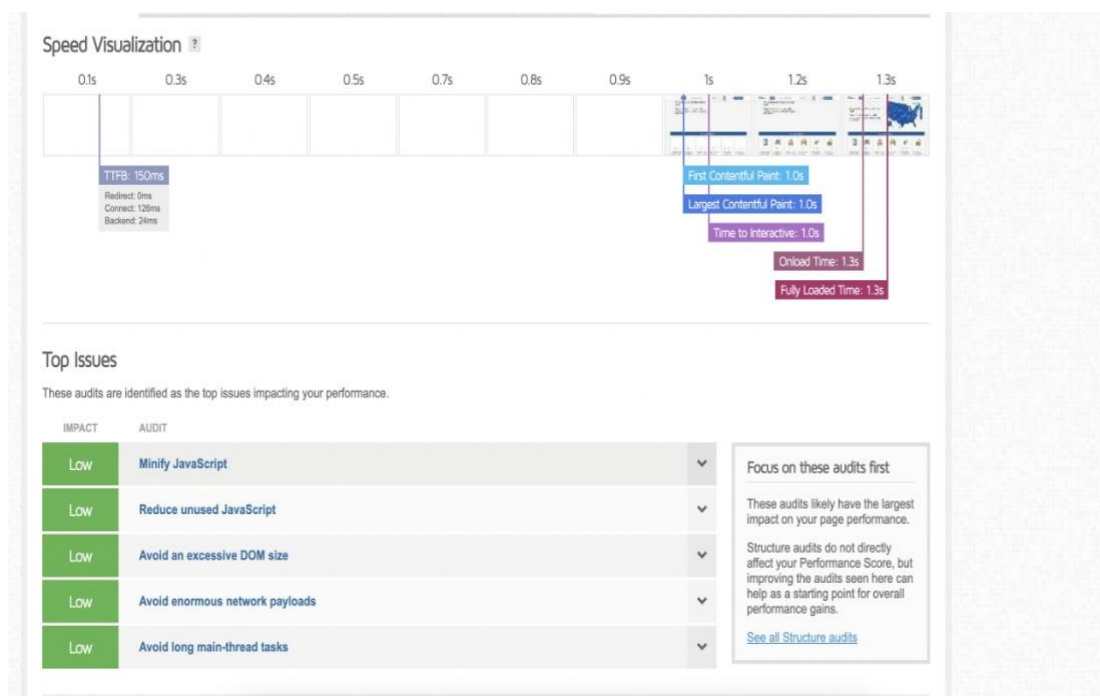 Speed Visualization ?
0.1s 0.3s 0.4s 0.5s 0.7s 0.8s 0.9s 1s 1.2s 1.3s
TTFB: 150ms
Redirect: 0ms
Connect: 126ms
Backend: 24ms
First Contentful Paint: 1.0s
Largest Contentful Paint: 1.0s
Time to Interactive: 1.0s
Onload Time: 1.3s
Fully Loaded Time: 1.3s
Top Issues
These audits are identified as the top issues impacting your performance.
IMPACT AUDIT
Low Minify JavaScript
Low Reduce unused JavaScript
Low Avoid an excessive DOM size
Low Avoid enormous network payloads
Low Avoid long main-thread tasks
Focus on these audits first
These audits likely have the largest
impact on your page performance.
Structure audits do not directly
affect your Performance Score, but
improving the audits seen here can
help as a starting point for overall
performance gains.
See all Structure audits